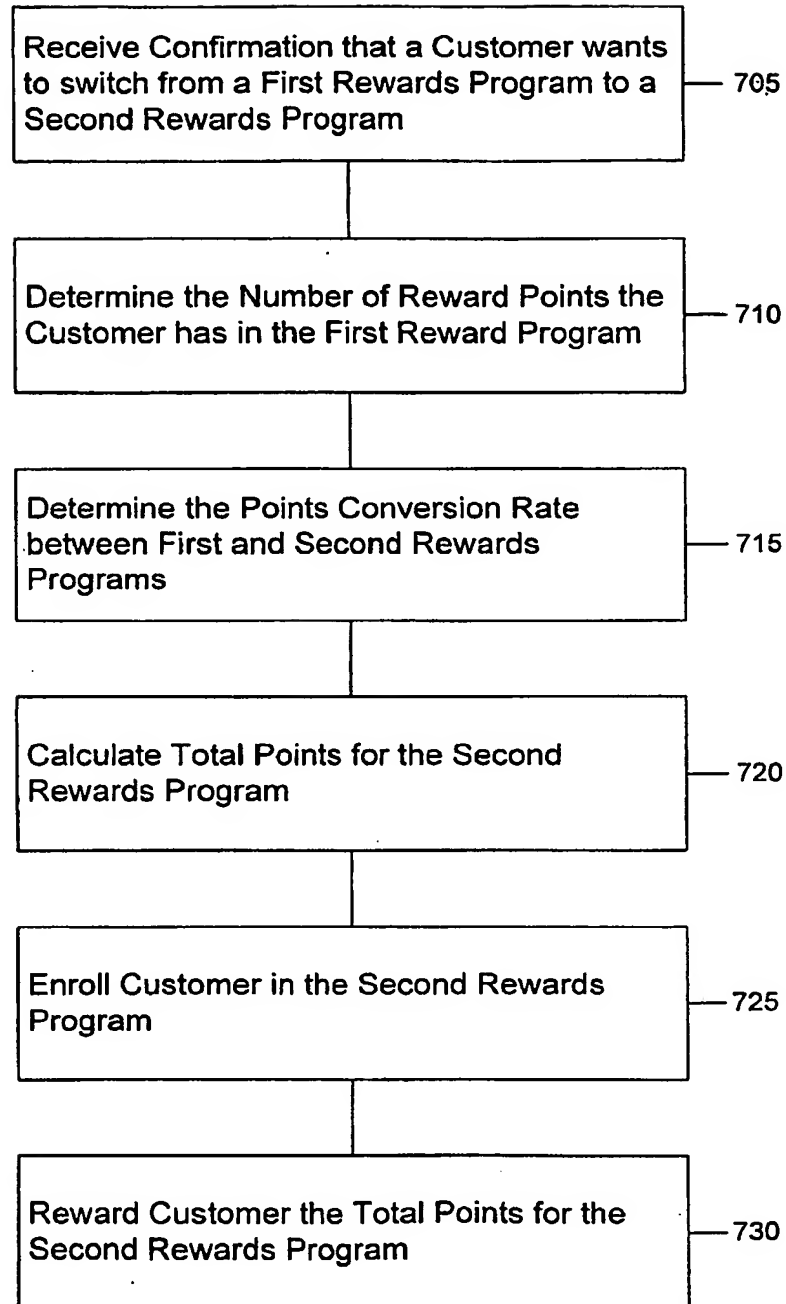 Receive Confirmation that a Customer wants
to switch from a First Rewards Program to a
Second Rewards Program
705
Determine the Number of Reward Points the
Customer has in the First Reward Program
710
Determine the Points Conversion Rate
between First and Second Rewards
Programs
715
Calculate Total Points for the Second
Rewards Program
720
Enroll Customer in the Second Rewards
Program
725
Reward Customer the Total Points for the
Second Rewards Program
730